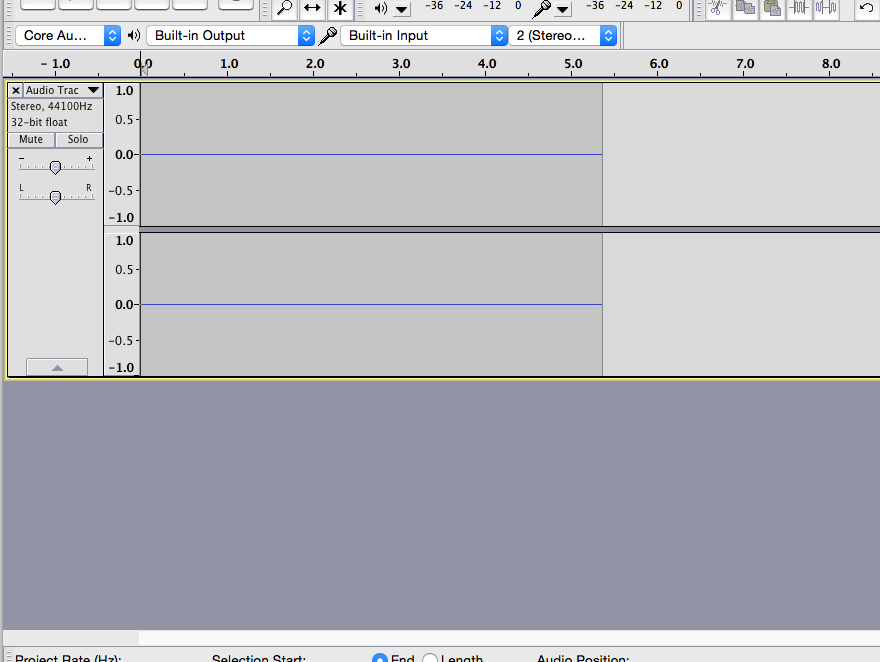 -36 -24 -12 0 -36 -24 -12 0
Core Au... Built-in Output Built-in Input 2 (Stereo...
- 1.0 0.0 1.0 2.0 3.0 4.0 5.0 6.0 7.0 8.0
Audio Trac
Stereo, 44100Hz
32-bit float
Mute Solo
- +
L R
1.0
0.5-
0.0-
-0.5-
-1.0
1.0
0.5-
0.0-
-0.5-
-1.0
Project Rate (Hz): Selection Start: End Length Audio Position: